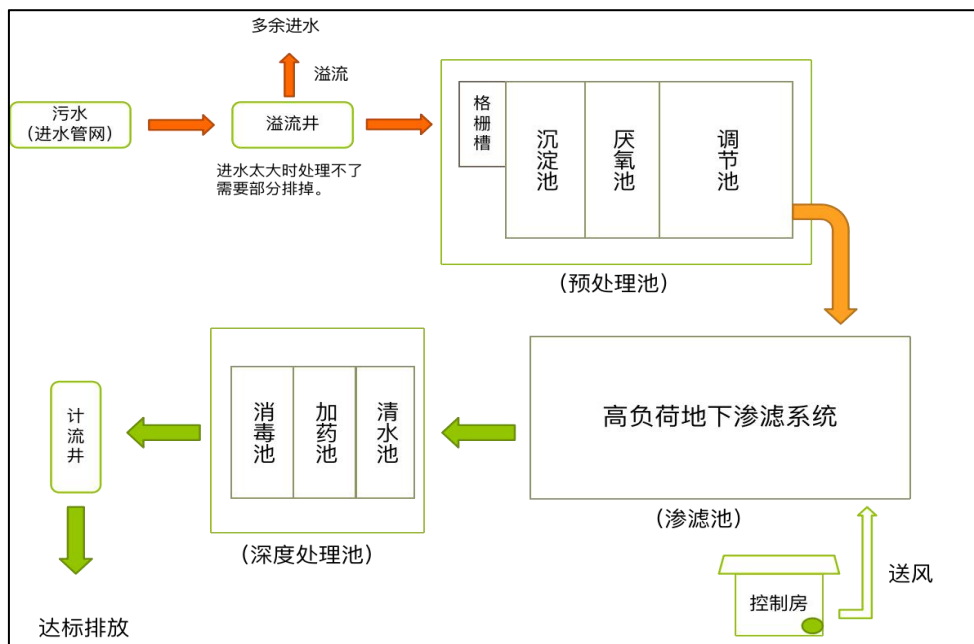 多余进水
溢流
污水
（进水管网）
溢流井
进水太大时处理不了
需要部分排掉。
格栅槽
沉淀池
厌氧池
调节池
（预处理池）
高负荷地下渗滤系统
（渗滤池）
清水池
加药池
消毒池
（深度处理池）
计流井
达标排放
控制房
送风